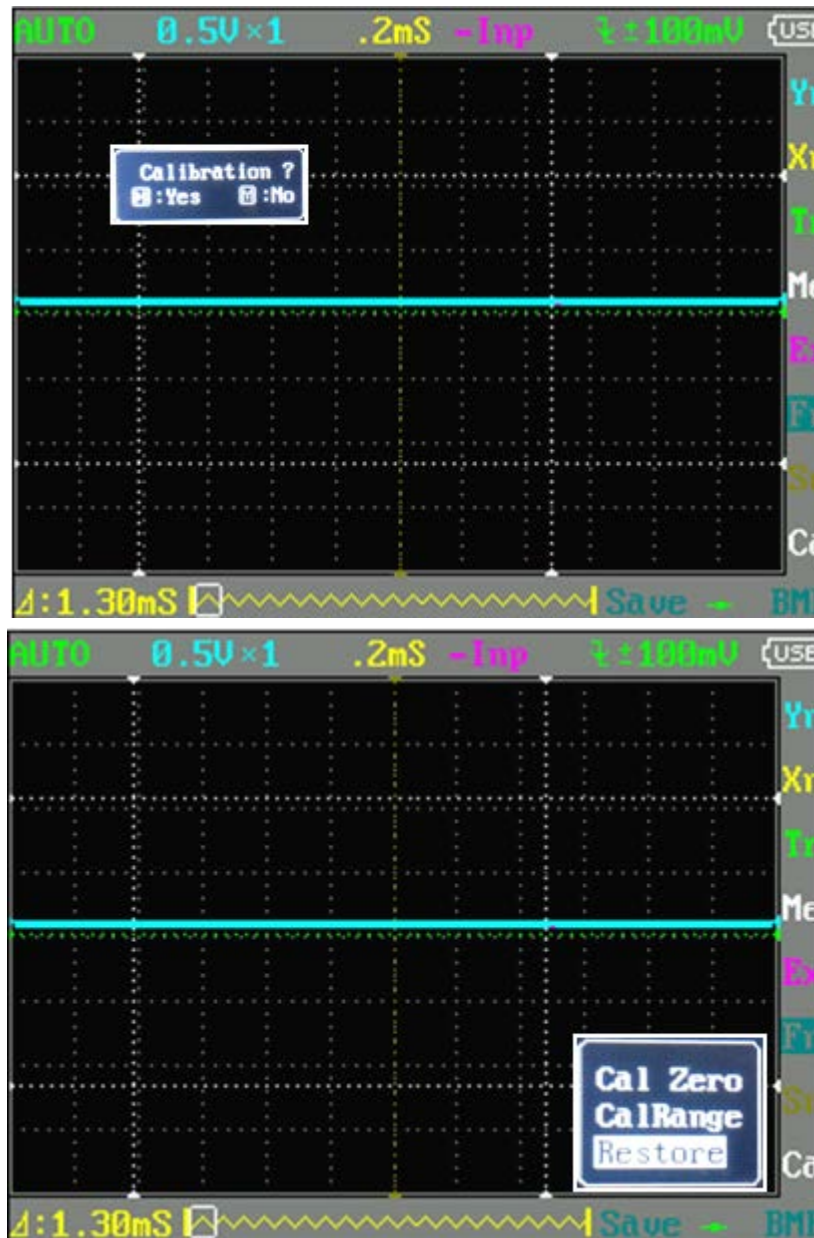 AUTO 0.5V×1 .2mS -Inp ±100mV
Calibration ?
:Yes :No
Me
Ca
⊿:1.30mS Save BM
AUTO 0.5V×1 .2mS -Inp ±100mV
Me
Ex
Cal Zero
CalRange
Restore
Ca
⊿:1.30mS Save BM